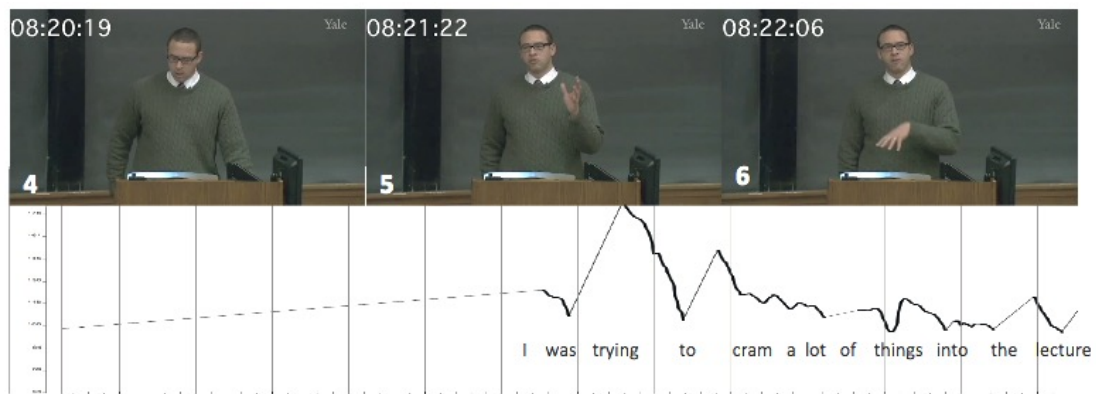 08:20:19 Yale 08:21:22 Yale 08:22:06 Yale
4 5 6
I was trying to cram a lot of things into the lecture